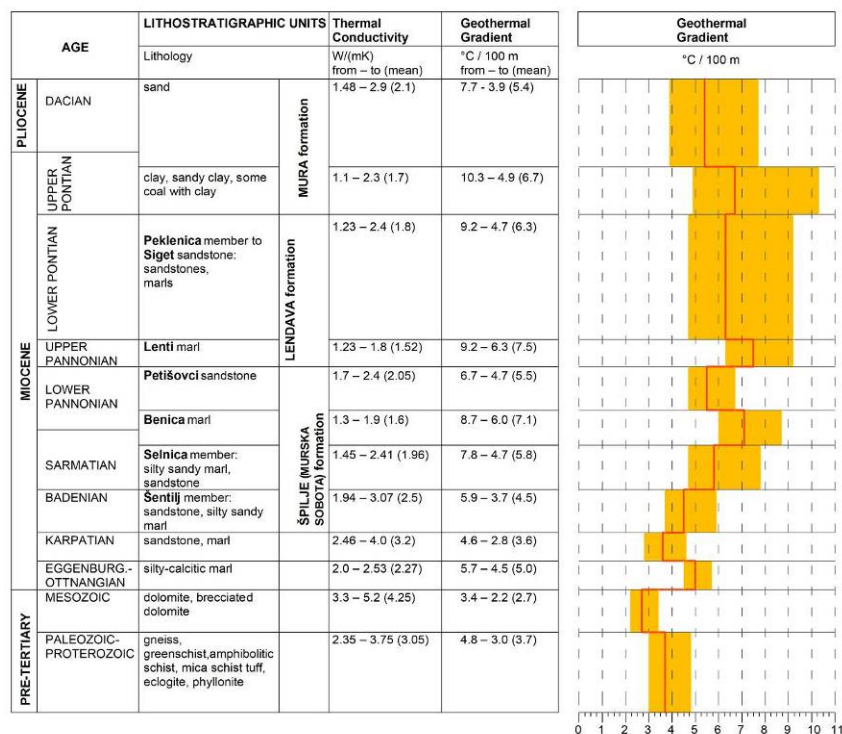 AGE
LITHOSTRATIGRAPHIC UNITS
Lithology
Thermal
Conductivity
W/(mK)
from – to (mean)
Geothermal
Gradient
°C / 100 m
from – to (mean)
Geothermal
Gradient
°C / 100 m
PLIOCENE
DACIAN
sand
MURA formation
1.48 – 2.9 (2.1)
7.7 - 3.9 (5.4)
MIOCENE
UPPER
PONTIAN
clay, sandy clay, some
coal with clay
1.1 – 2.3 (1.7)
10.3 – 4.9 (6.7)
LOWER PONTIAN
Peklenica member to
Siget sandstone:
sandstones,
marls
LENDAVA formation
1.23 – 2.4 (1.8)
9.2 – 4.7 (6.3)
UPPER
PANNONIAN
Lenti marl
1.23 – 1.8 (1.52)
9.2 – 6.3 (7.5)
LOWER
PANNONIAN
Petišovci sandstone
1.7 – 2.4 (2.05)
6.7 – 4.7 (5.5)
Benica marl
ŠPILJE (MURSKA
SOBOTA) formation
1.3 – 1.9 (1.6)
8.7 – 6.0 (7.1)
SARMATIAN
Selnica member:
silty sandy marl,
sandstone
1.45 – 2.41 (1.96)
7.8 – 4.7 (5.8)
BADENIAN
Šentilj member:
sandstone, silty sandy
marl
1.94 – 3.07 (2.5)
5.9 – 3.7 (4.5)
KARPATIAN
sandstone, marl
2.46 – 4.0 (3.2)
4.6 – 2.8 (3.6)
EGGENBURG.-
OTTNANGIAN
silty-calcitic marl
2.0 – 2.53 (2.27)
5.7 – 4.5 (5.0)
PRE-TERTIARY
MESOZOIC
dolomite, brecciated
dolomite
3.3 – 5.2 (4.25)
3.4 – 2.2 (2.7)
PALEOZOIC-
PROTEROZOIC
gneiss,
greenschist,amphibolitic
schist, mica schist tuff,
eclogite, phyllonite
2.35 – 3.75 (3.05)
4.8 – 3.0 (3.7)
0 1 2 3 4 5 6 7 8 9 10 11